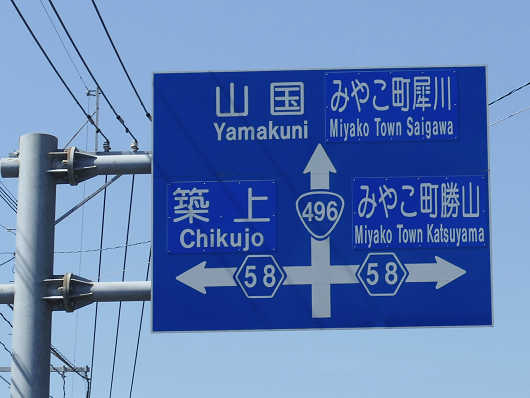 山国
Yamakuni
みやこ町犀川
Miyako Town Saigawa
築上
Chikujo
496
みやこ町勝山
Miyako Town Katsuyama
58
58